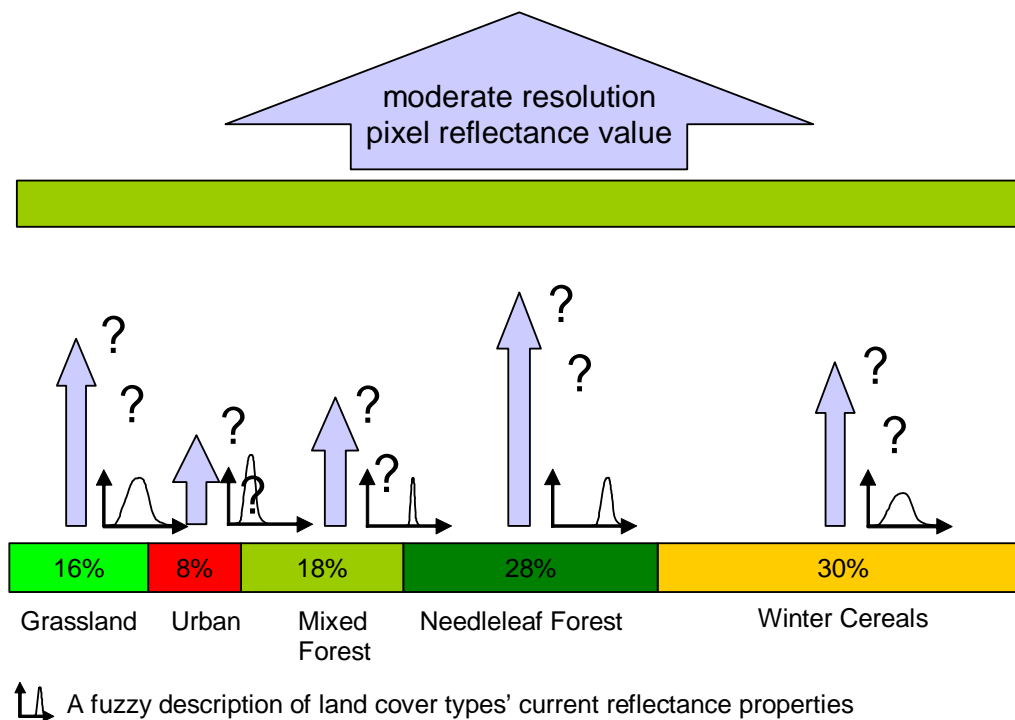 moderate resolution
pixel reflectance value
?
?
?
?
?
?
?
?
?
?
16%
8%
18%
28%
30%
Grassland
Urban
Mixed
Forest
Needleleaf Forest
Winter Cereals
A fuzzy description of land cover types’ current reflectance properties